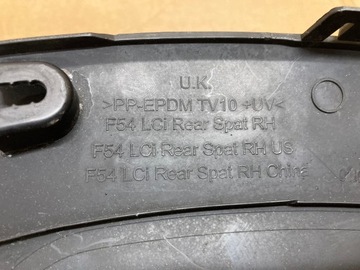 U.K.
>PP-EPDM TV10 +UV<
F54 LCI Rear Spat RH
F54 LCI Rear Spat RH US
F54 LCI Rear Spat RH China